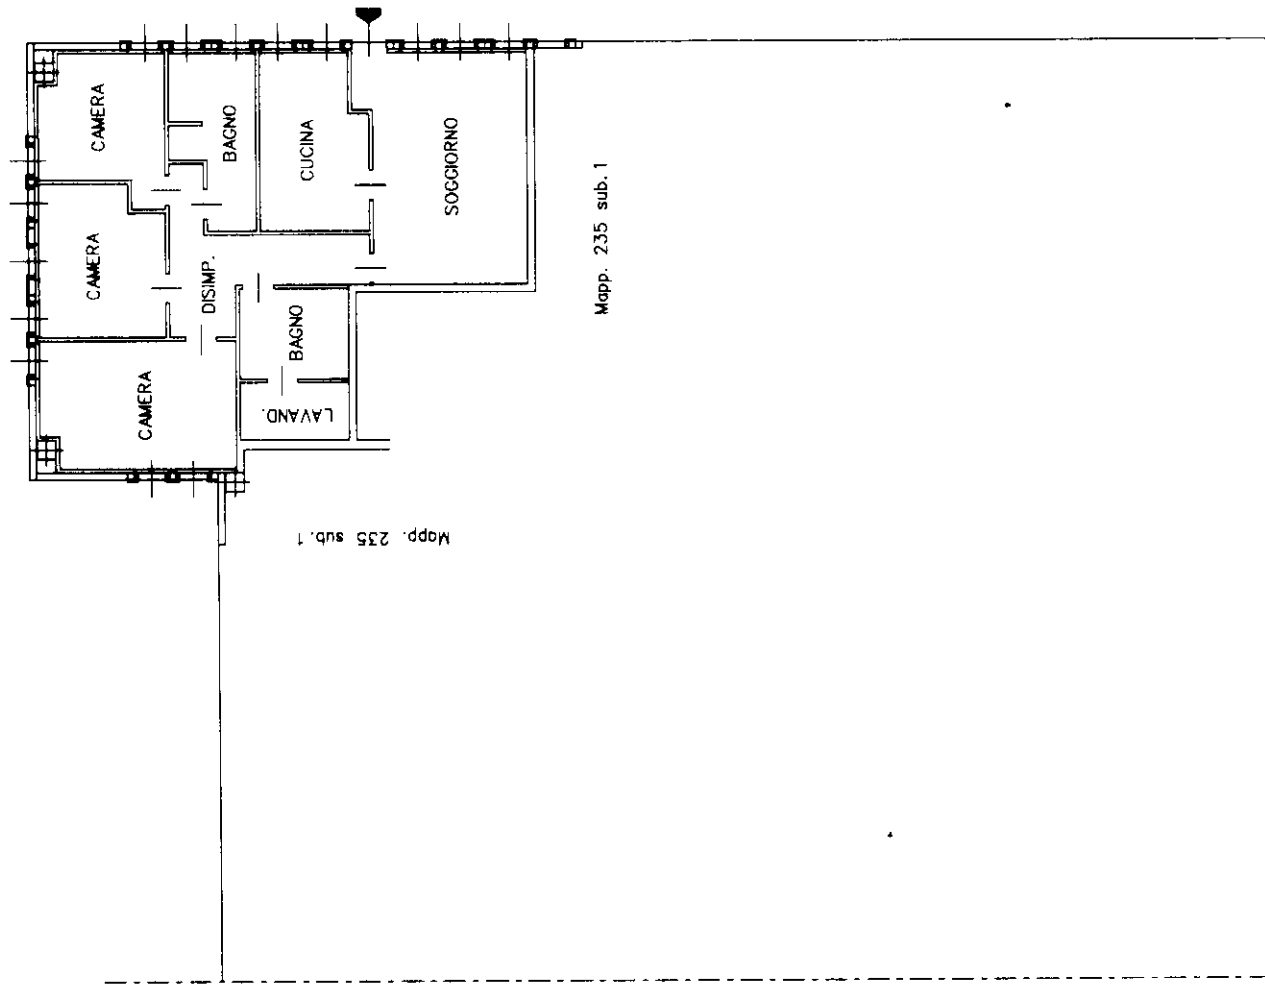 CAMERA
BAGNO
CUCINA
SOGGIORNO
Mapp. 235 sub. 1
CAMERA
DISIMP.
BAGNO
CAMERA
LAVAND.
Mapp. 235 sub. 1